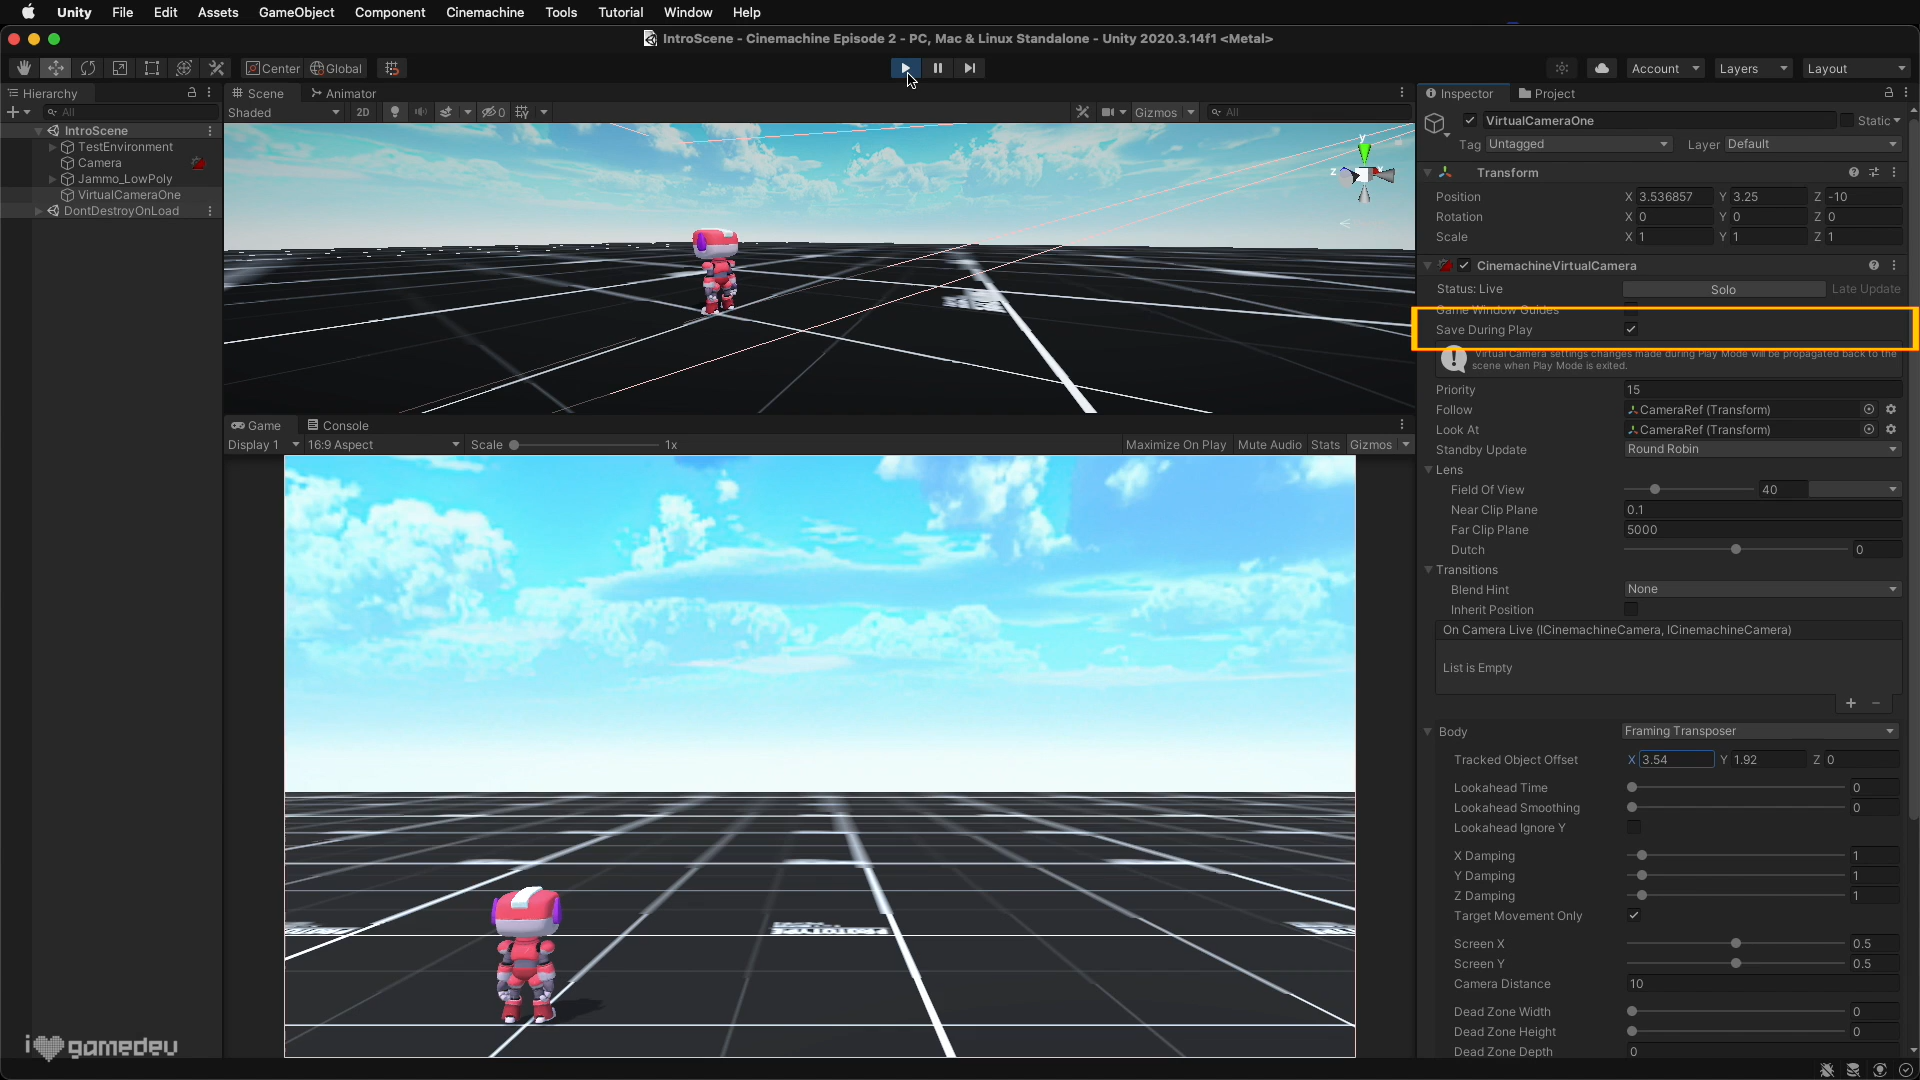 Unity File Edit Assets GameObject Component Cinemachine Tools Tutorial Window Help
IntroScene - Cinemachine Episode 2 - PC, Mac & Linux Standalone - Unity 2020.3.14f1 <Metal>
Center Global Account Layers Layout
Hierarchy
All
IntroScene
TestEnvironment
Camera
Jammo_LowPoly
VirtualCameraOne
DontDestroyOnLoad
Scene Animator
Shaded 2D 0 Gizmos All
y
z
Game Console
Display 1 16:9 Aspect Scale 1x Maximize On Play Mute Audio Stats Gizmos
PROTOTYPE
i gamedev
Inspector Project
VirtualCameraOne Static
Tag Untagged Layer Default
Transform
Position X 3.536857 Y 3.25 Z -10
Rotation X 0 Y 0 Z 0
Scale X 1 Y 1 Z 1
CinemachineVirtualCamera
Status: Live Solo Late Update
Game Window Guides
Save During Play
Virtual Camera settings changes made during Play Mode will be propagated back to the
scene when Play Mode is exited.
Priority 15
Follow CameraRef (Transform)
Look At CameraRef (Transform)
Standby Update Round Robin
Lens
Field Of View 40
Near Clip Plane 0.1
Far Clip Plane 5000
Dutch 0
Transitions
Blend Hint None
Inherit Position
On Camera Live (ICinemachineCamera, ICinemachineCamera)
List is Empty
Body Framing Transposer
Tracked Object Offset X 3.54 Y 1.92 Z 0
Lookahead Time 0
Lookahead Smoothing 0
Lookahead Ignore Y
X Damping 1
Y Damping 1
Z Damping 1
Target Movement Only
Screen X 0.5
Screen Y 0.5
Camera Distance 10
Dead Zone Width 0
Dead Zone Height 0
Dead Zone Depth 0